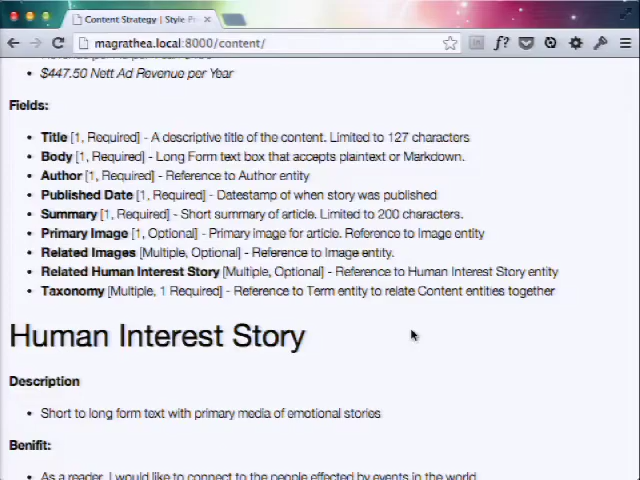 Content Strategy | Style Pr
magrathea.local:8000/content/
f?
• $447.50 Nett Ad Revenue per Year
Fields:
• Title [1, Required] - A descriptive title of the content. Limited to 127 characters
• Body [1, Required] - Long Form text box that accepts plaintext or Markdown.
• Author [1, Required] - Reference to Author entity
• Published Date [1, Required] - Datestamp of when story was published
• Summary [1, Required] - Short summary of article. Limited to 200 characters.
• Primary Image [1, Optional] - Primary image for article. Reference to Image entity
• Related Images [Multiple, Optional] - Reference to Image entity.
• Related Human Interest Story [Multiple, Optional] - Reference to Human Interest Story entity
• Taxonomy [Multiple, 1 Required] - Reference to Term entity to relate Content entities together
Human Interest Story
Description
• Short to long form text with primary media of emotional stories
Benifit:
• As a reader, I would like to connect to the people effected by events in the world